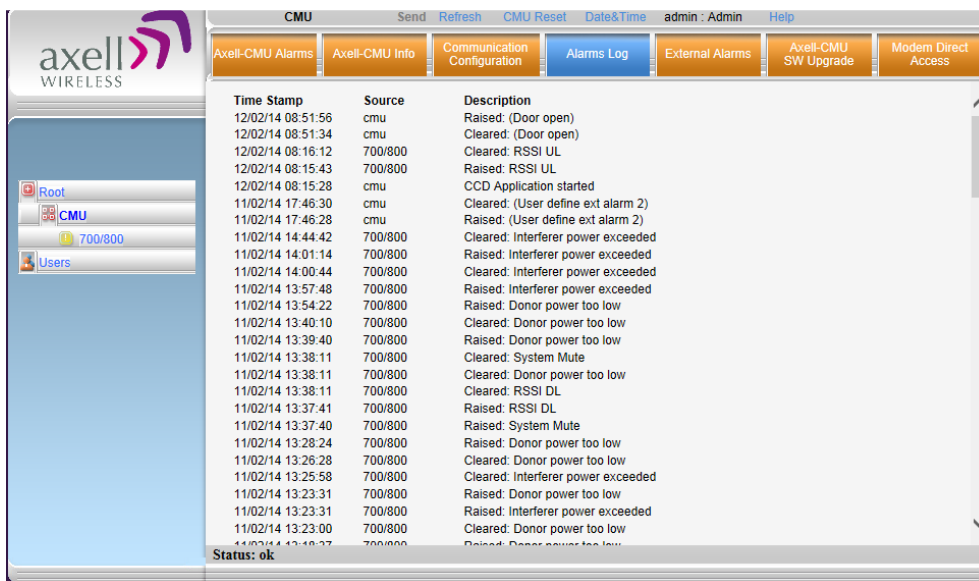 CMU Send Refresh CMU Reset Date&Time admin : Admin Help
axell
WIRELESS
Axell-CMU Alarms
Axell-CMU Info
Communication
Configuration
Alarms Log
External Alarms
Axell-CMU
SW Upgrade
Modem Direct
Access
Root
CMU
700/800
Users
Time Stamp Source Description
12/02/14 08:51:56 cmu Raised: (Door open)
12/02/14 08:51:34 cmu Cleared: (Door open)
12/02/14 08:16:12 700/800 Cleared: RSSI UL
12/02/14 08:15:43 700/800 Raised: RSSI UL
12/02/14 08:15:28 cmu CCD Application started
11/02/14 17:46:30 cmu Cleared: (User define ext alarm 2)
11/02/14 17:46:28 cmu Raised: (User define ext alarm 2)
11/02/14 14:44:42 700/800 Cleared: Interferer power exceeded
11/02/14 14:01:14 700/800 Raised: Interferer power exceeded
11/02/14 14:00:44 700/800 Cleared: Interferer power exceeded
11/02/14 13:57:48 700/800 Raised: Interferer power exceeded
11/02/14 13:54:22 700/800 Raised: Donor power too low
11/02/14 13:40:10 700/800 Cleared: Donor power too low
11/02/14 13:39:40 700/800 Raised: Donor power too low
11/02/14 13:38:11 700/800 Cleared: System Mute
11/02/14 13:38:11 700/800 Cleared: Donor power too low
11/02/14 13:38:11 700/800 Cleared: RSSI DL
11/02/14 13:37:41 700/800 Raised: RSSI DL
11/02/14 13:37:40 700/800 Raised: System Mute
11/02/14 13:28:24 700/800 Raised: Donor power too low
11/02/14 13:26:28 700/800 Cleared: Donor power too low
11/02/14 13:25:58 700/800 Cleared: Interferer power exceeded
11/02/14 13:23:31 700/800 Raised: Donor power too low
11/02/14 13:23:31 700/800 Raised: Interferer power exceeded
11/02/14 13:23:00 700/800 Cleared: Donor power too low
700/800 Raised: Donor power too low
Status: ok